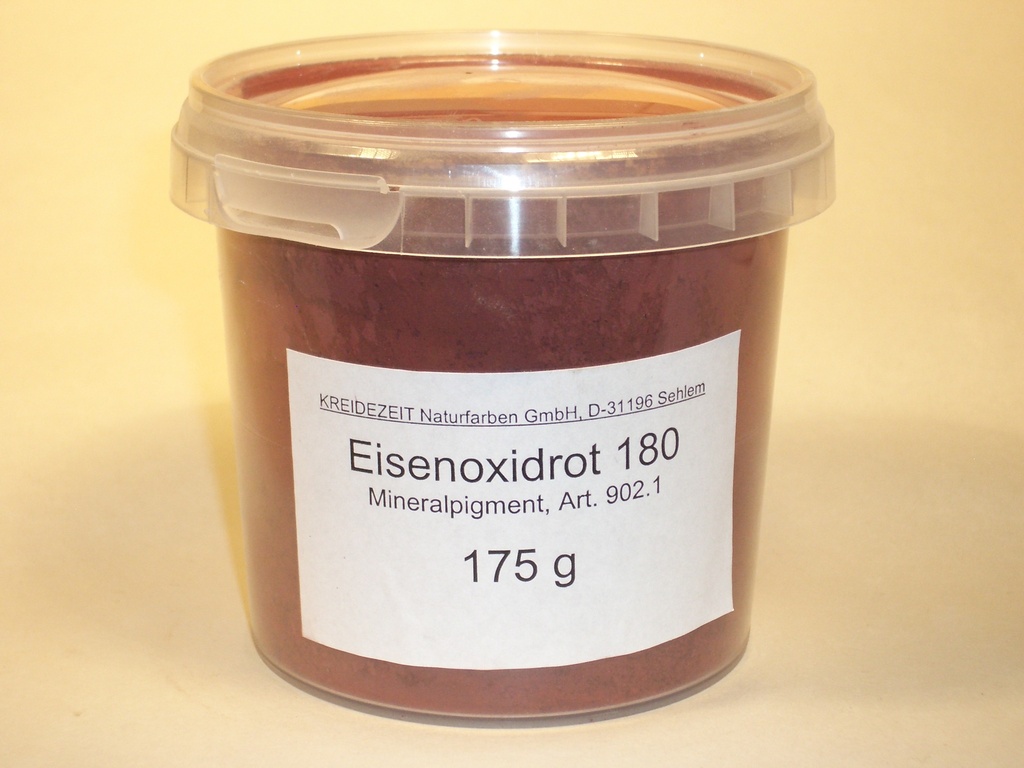 KREIDEZEIT Naturfarben GmbH, D-31196 Sehlem
Eisenoxidrot 180
Mineralpigment, Art. 902.1
175 g